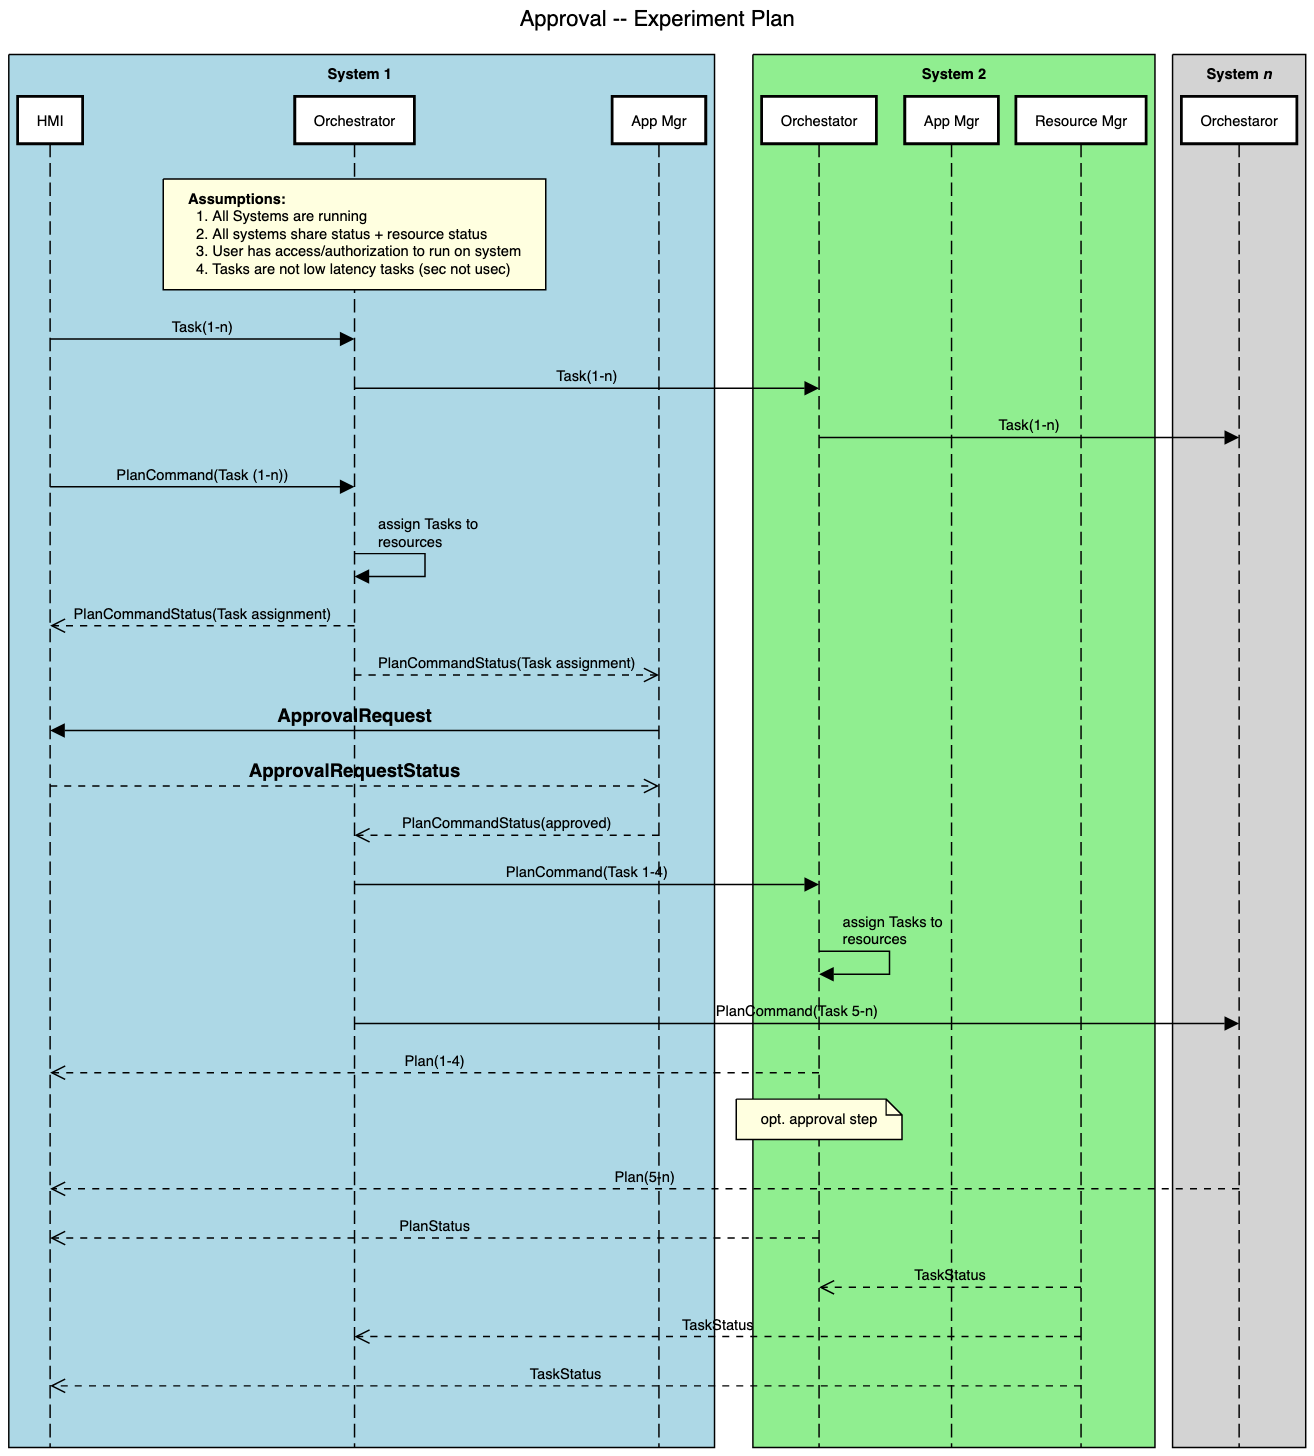 Approval -- Experiment Plan
System 1
System 2
System n
HMI
Orchestrator
App Mgr
Orchestator
App Mgr
Resource Mgr
Orchestaror
Assumptions:
1. All Systems are running
2. All systems share status + resource status
3. User has access/authorization to run on system
4. Tasks are not low latency tasks (sec not usec)
Task(1-n)
Task(1-n)
Task(1-n)
PlanCommand(Task (1-n))
assign Tasks to
resources
PlanCommandStatus(Task assignment)
PlanCommandStatus(Task assignment)
ApprovalRequest
ApprovalRequestStatus
PlanCommandStatus(approved)
PlanCommand(Task 1-4)
assign Tasks to
resources
PlanCommand(Task 5-n)
Plan(1-4)
opt. approval step
Plan(5-n)
PlanStatus
TaskStatus
TaskStatus
TaskStatus